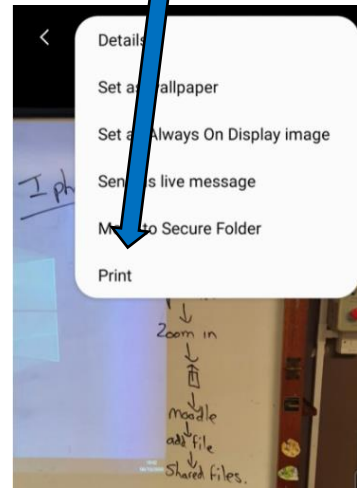 Details
Set as wallpaper
Set as Always On Display image
Send as live message
Move to Secure Folder
Print
I ph
Zoom in
moodle
add file
Shared files.